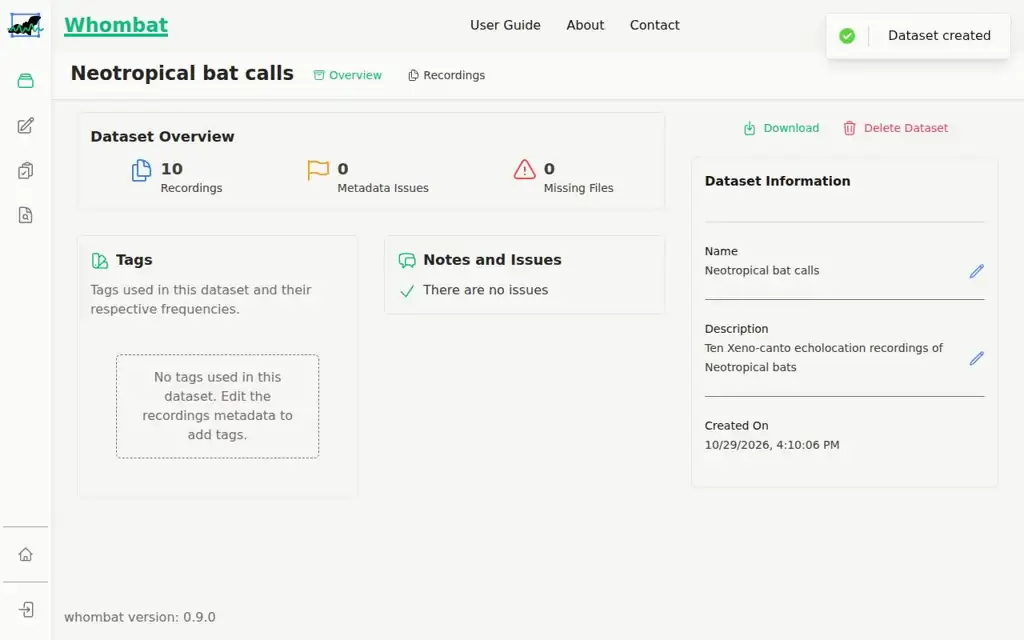 Whombat
User Guide
About
Contact
Dataset created
Neotropical bat calls
Overview
Recordings
Dataset Overview
10
Recordings
0
Metadata Issues
0
Missing Files
Download
Delete Dataset
Tags
Tags used in this dataset and their
respective frequencies.
No tags used in this
dataset. Edit the
recordings metadata to
add tags.
Notes and Issues
There are no issues
Dataset Information
Name
Neotropical bat calls
Description
Ten Xeno-canto echolocation recordings of
Neotropical bats
Created On
10/29/2026, 4:10:06 PM
whombat version: 0.9.0